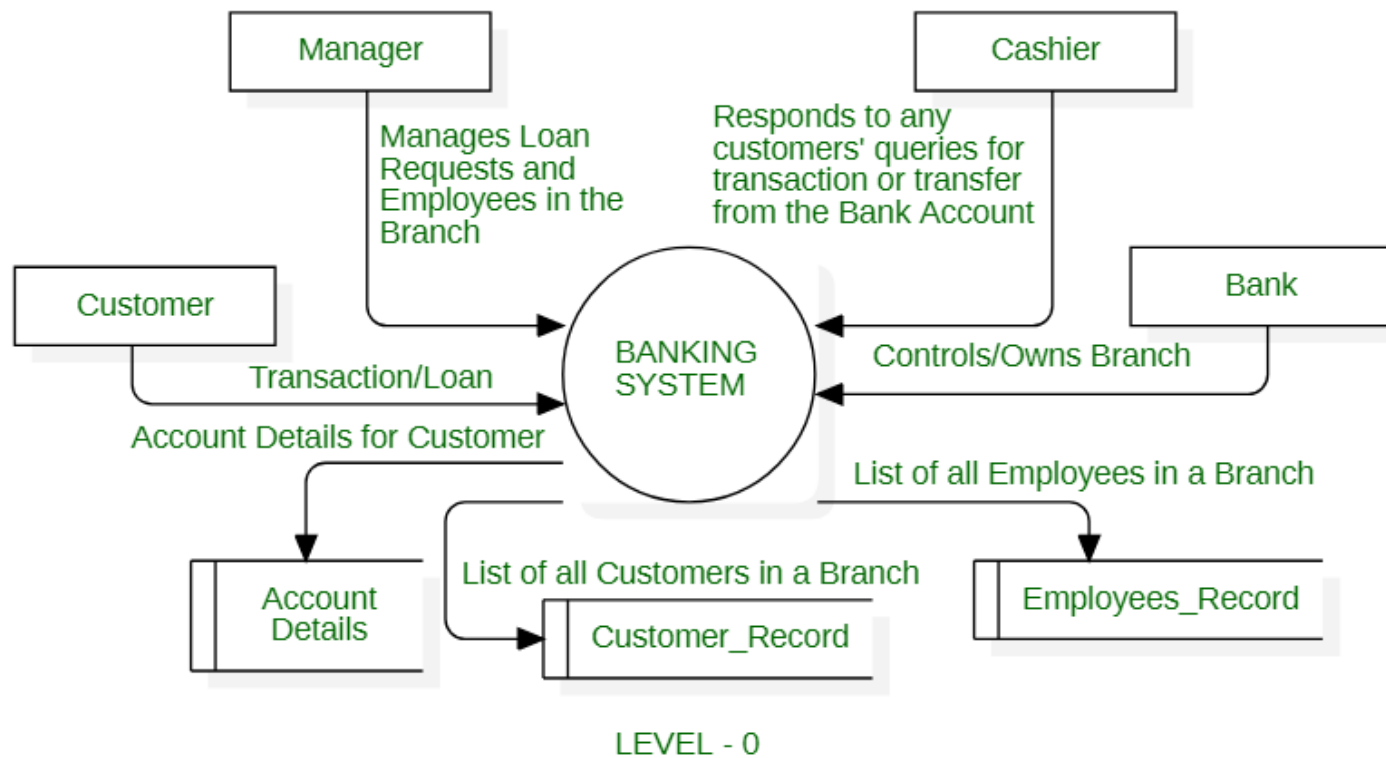 Manager
Cashier
Manages Loan
Requests and
Employees in the
Branch
Responds to any
customers' queries for
transaction or transfer
from the Bank Account
Customer
Bank
BANKING
SYSTEM
Transaction/Loan
Controls/Owns Branch
Account Details for Customer
List of all Employees in a Branch
List of all Customers in a Branch
Account
Details
Customer_Record
Employees_Record
LEVEL - 0